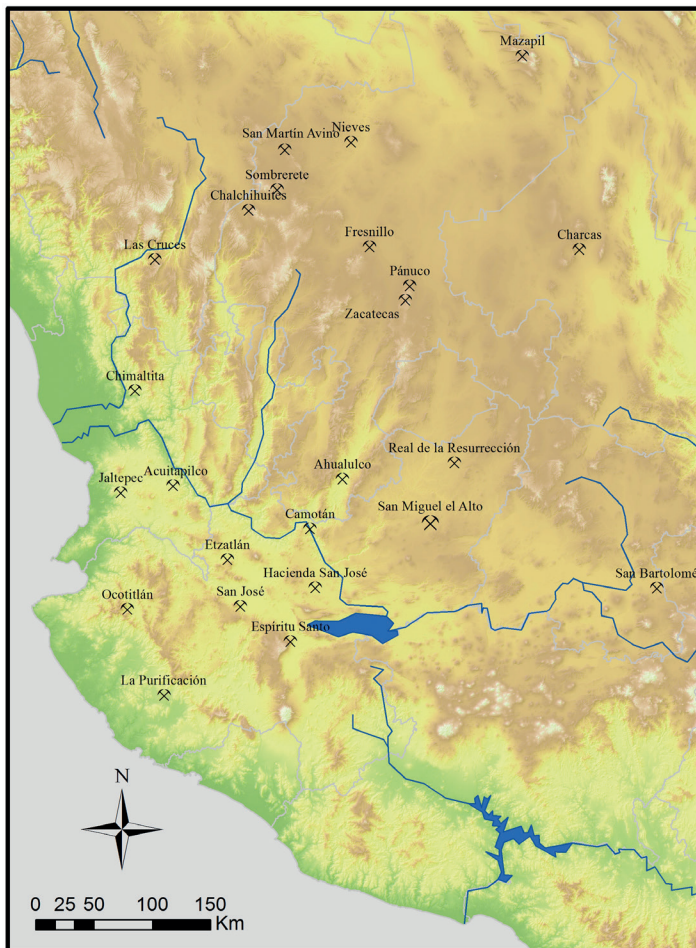 Mazapil
Nieves
San Martín Avino
Sombrerete
Chalchihuites
Fresnillo
Charcas
Las Cruces
Pánuco
Zacatecas
Chimaltita
Real de la Resurrección
Ahualulco
Acuitapilco
Jaltepec
San Miguel el Alto
Camotán
Etzatlán
Hacienda San José
San Bartolomé
San José
Ocotitlán
Espíritu Santo
La Purificación
N
0 25 50 100 150
Km